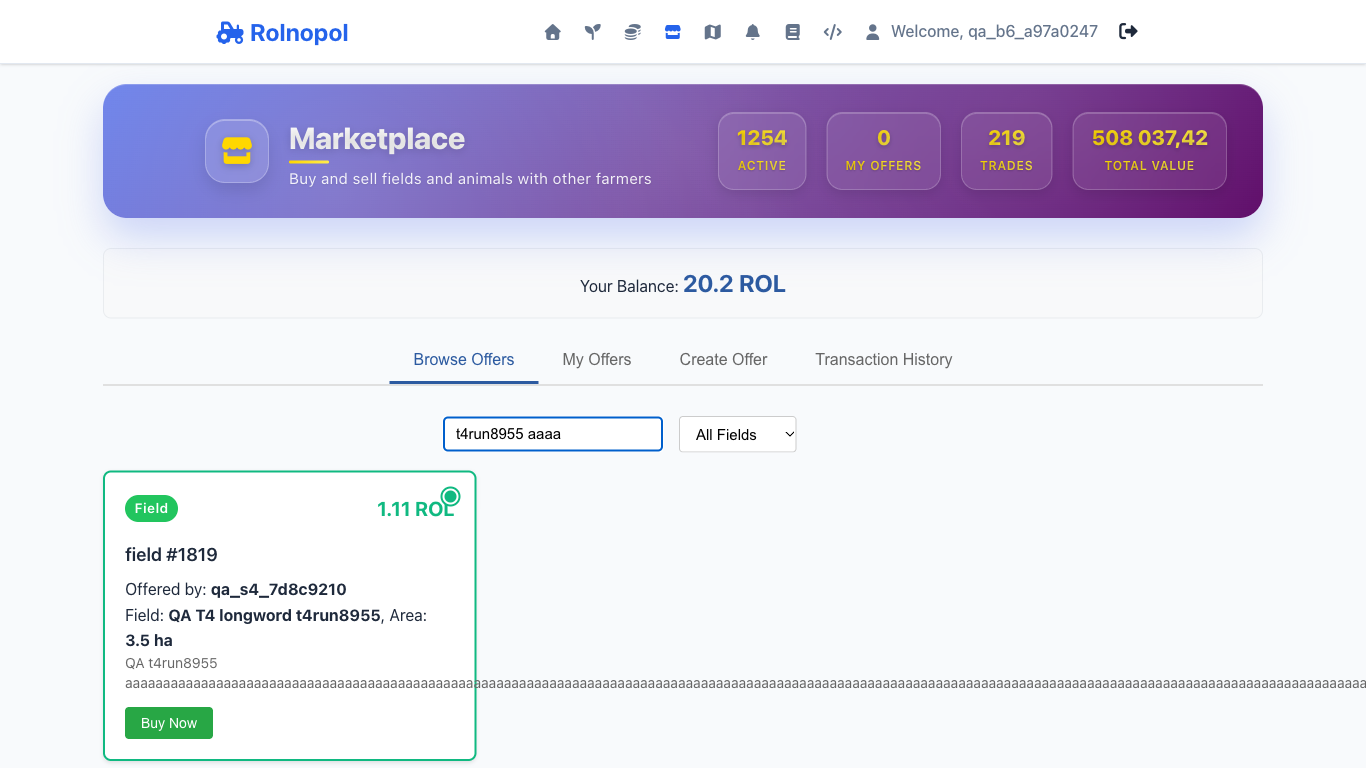 Rolnopol
Welcome, qa_b6_a97a0247
Marketplace
Buy and sell fields and animals with other farmers
1254
ACTIVE
0
MY OFFERS
219
TRADES
508 037,42
TOTAL VALUE
Your Balance: 20.2 ROL
Browse Offers
My Offers
Create Offer
Transaction History
t4run8955 aaaa
All Fields
Field
1.11 ROL
field #1819
Offered by: qa_s4_7d8c9210
Field: QA T4 longword t4run8955, Area:
3.5 ha
QA t4run8955
Buy Now